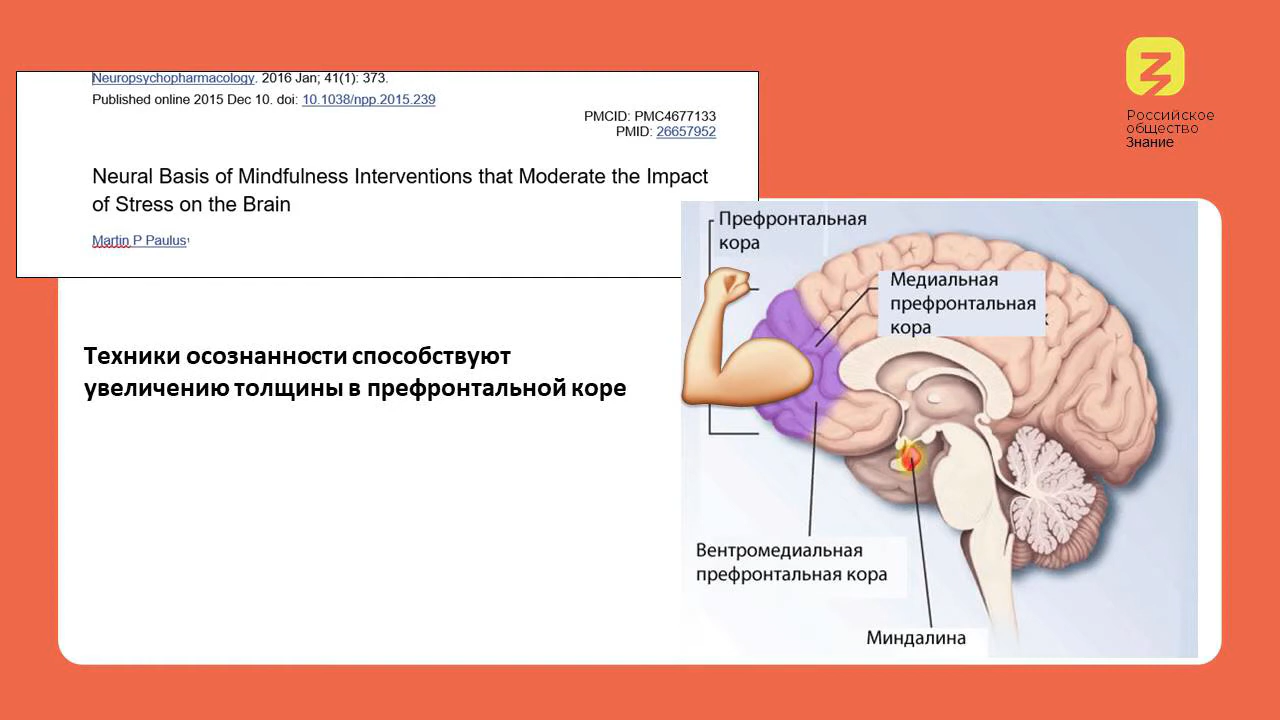 Neuropsychopharmacology. 2016 Jan; 41(1): 373.
Published online 2015 Dec 10. doi: 10.1038/npp.2015.239
PMCID: PMC4677133
PMID: 26657952
Neural Basis of Mindfulness Interventions that Moderate the Impact
of Stress on the Brain
Martin P Paulus¹
Российское
общество
Знание
Префронтальная
кора
Медиальная
префронтальная
кора
Техники осознанности способствуют
увеличению толщины в префронтальной коре
Вентромедиальная
префронтальная кора
Миндалина